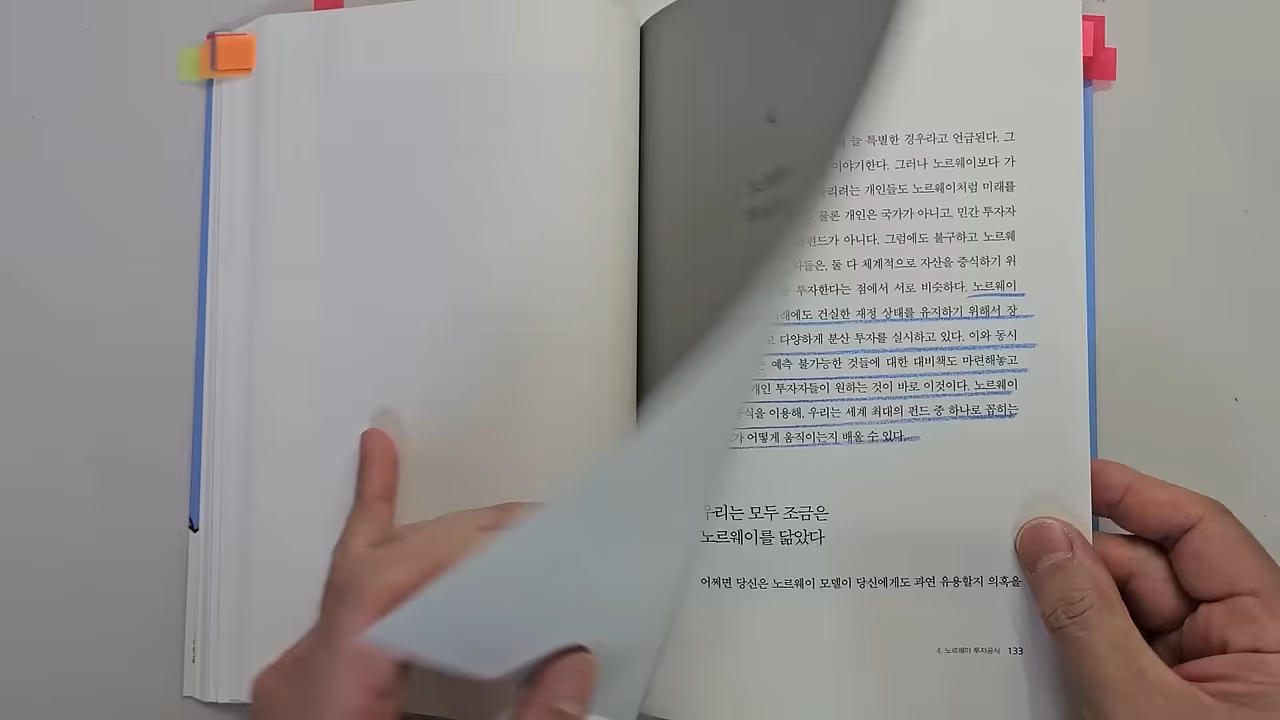 늘 특별한 경우라고 언급된다. 그
이야기한다. 그러나 노르웨이보다 가
리려는 개인들도 노르웨이처럼 미래를
물론 개인은 국가가 아니고, 민간 투자자
펀드가 아니다. 그럼에도 불구하고 노르웨
자들은, 둘 다 체계적으로 자산을 증식하기 위
투자한다는 점에서 서로 비슷하다. 노르웨이
래에도 건실한 재정 상태를 유지하기 위해서 장
고 다양하게 분산 투자를 실시하고 있다. 이와 동시
는 예측 불가능한 것들에 대한 대비책도 마련해놓고
개인 투자자들이 원하는 것이 바로 이것이다. 노르웨이
식을 이용해, 우리는 세계 최대의 펀드 중 하나로 꼽히는
가 어떻게 움직이는지 배울 수 있다.
우리는 모두 조금은
노르웨이를 닮았다
어쩌면 당신은 노르웨이 모델이 당신에게도 과연 유용할지 의혹을
4. 노르웨이 투자공식 133